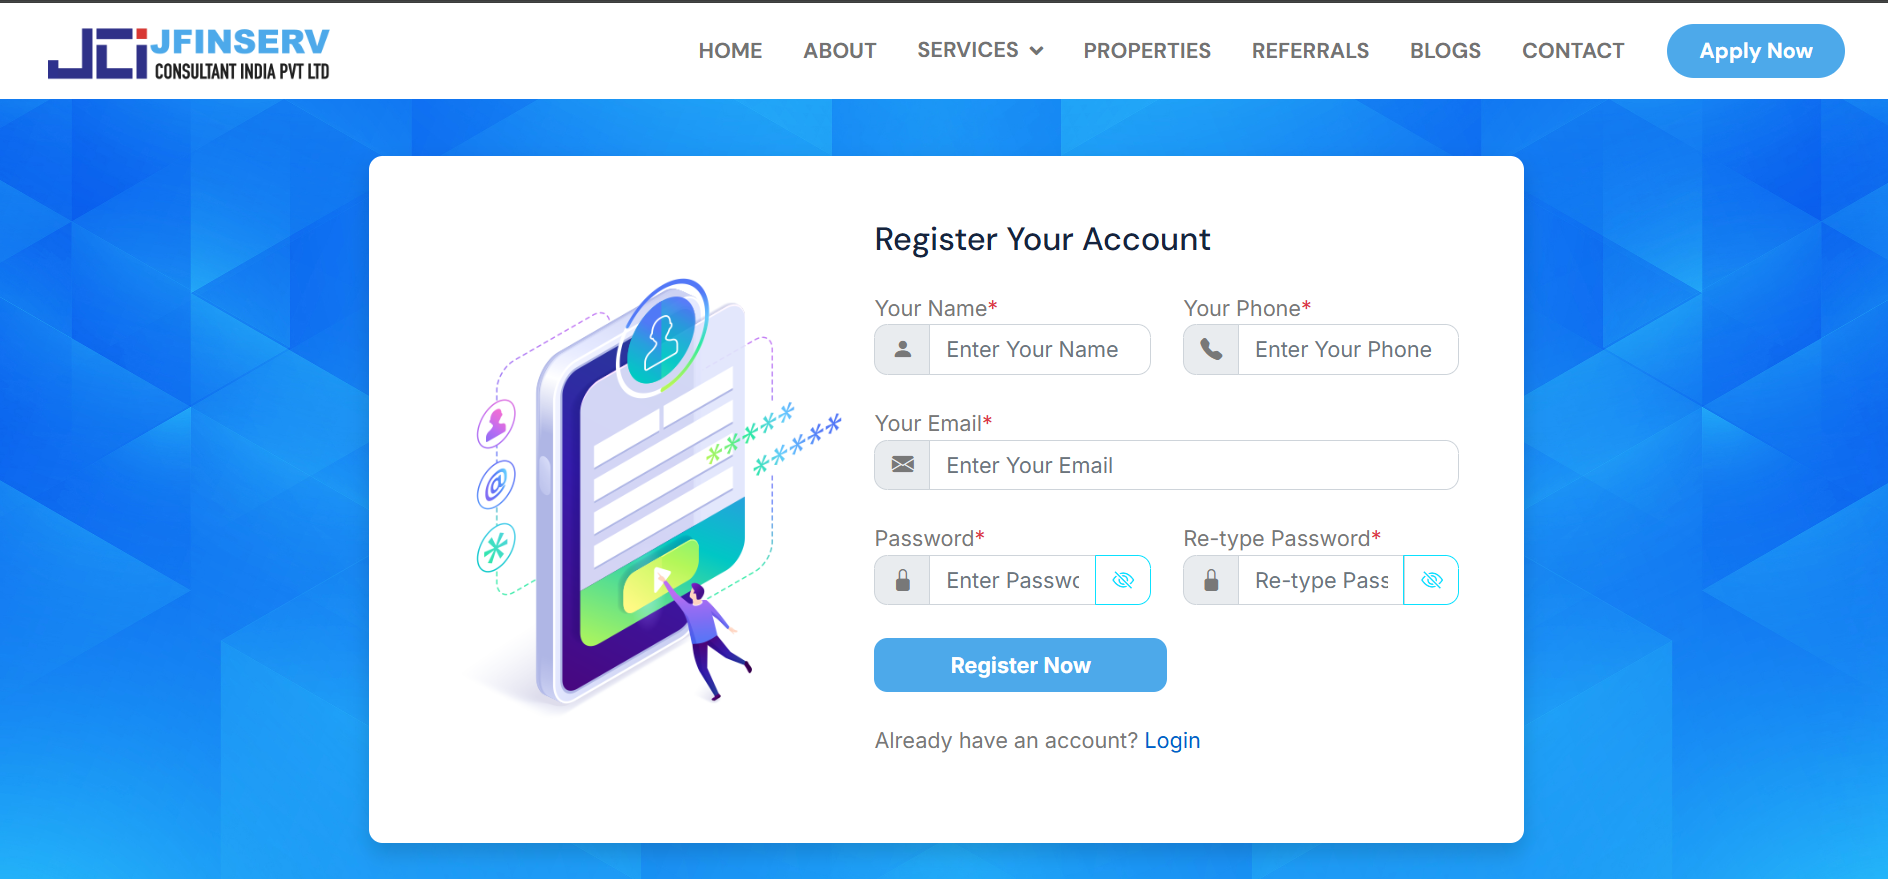 JCi JFINSERV
CONSULTANT INDIA PVT LTD
HOME ABOUT SERVICES PROPERTIES REFERRALS BLOGS CONTACT Apply Now
Register Your Account
Your Name* Your Phone*
Enter Your Name Enter Your Phone
Your Email*
Enter Your Email
Password* Re-type Password*
Enter Passwo Re-type Pass
Register Now
Already have an account? Login